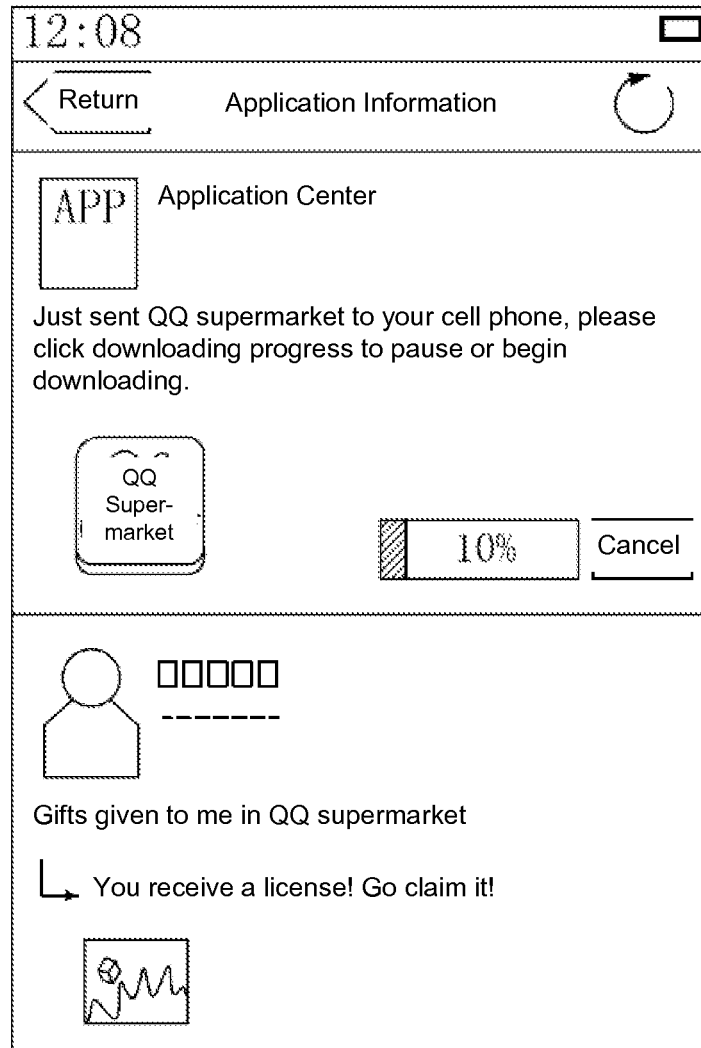 12:08
Return
Application Information
APP
Application Center
Just sent QQ supermarket to your cell phone, please
click downloading progress to pause or begin
downloading.
QQ
Super-
market
10%
Cancel
Gifts given to me in QQ supermarket
You receive a license! Go claim it!